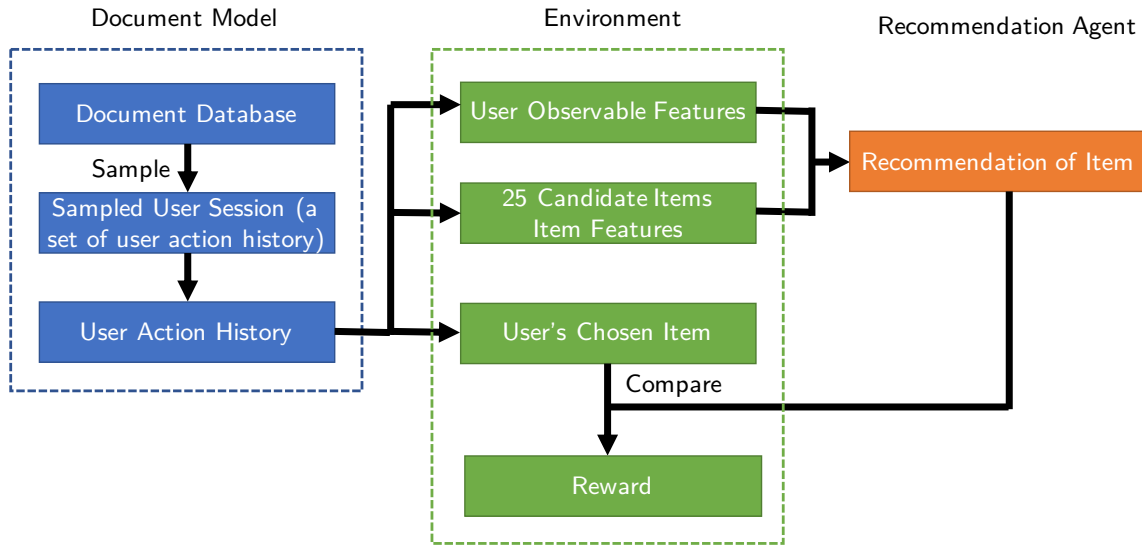 Document Model
Environment
Recommendation Agent
Document Database
Sample
Sampled User Session (a
set of user action history)
User Action History
User Observable Features
25 Candidate Items
Item Features
User's Chosen Item
Compare
Reward
Recommendation of Item